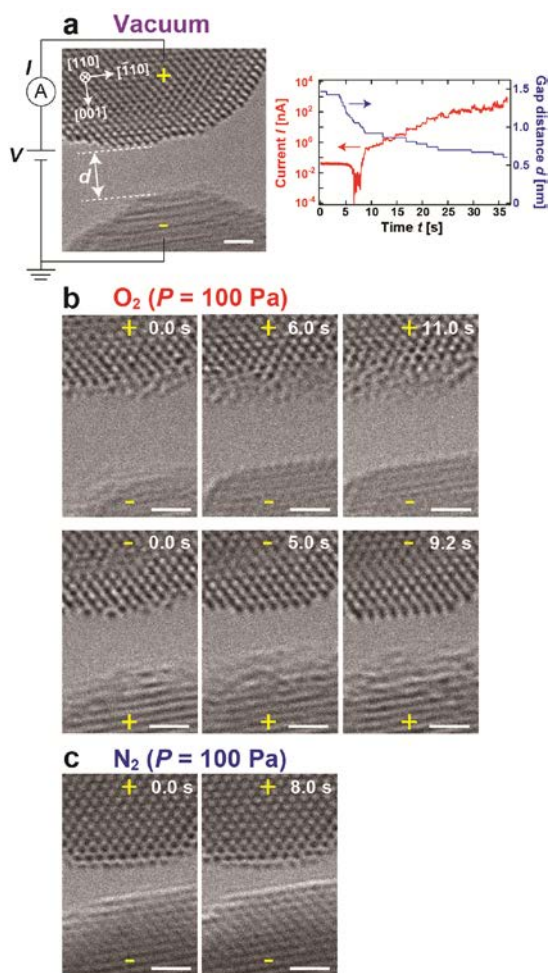 a Vacuum
I
A
V
[110]
[1̄10]
[001]
+
d
-
Current I [nA]
10⁴
10²
10⁰
10⁻²
10⁻⁴
0 5 10 15 20 25 30 35
Time t [s]
1.5
1.0
0.5
0
Gap distance d [nm]
b O₂ (P = 100 Pa)
+ 0.0 s
-
+ 6.0 s
-
+ 11.0 s
-
- 0.0 s
+
- 5.0 s
+
- 9.2 s
+
c N₂ (P = 100 Pa)
+ 0.0 s
-
+ 8.0 s
-